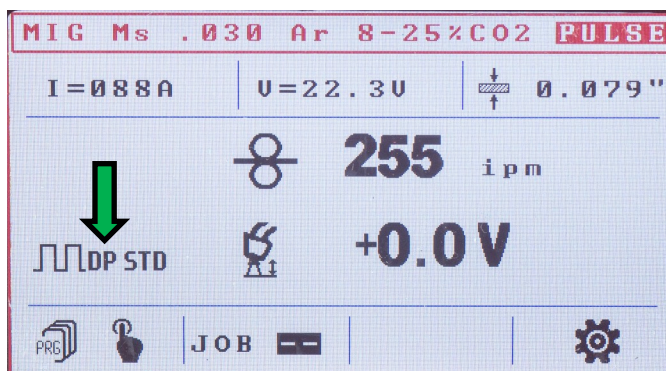 MIG Ms .030 Ar 8-25%CO2 PULSE
I=088A V=22.3V 0.079"
255 ipm
+0.0V
DP STD
PRG JOB --